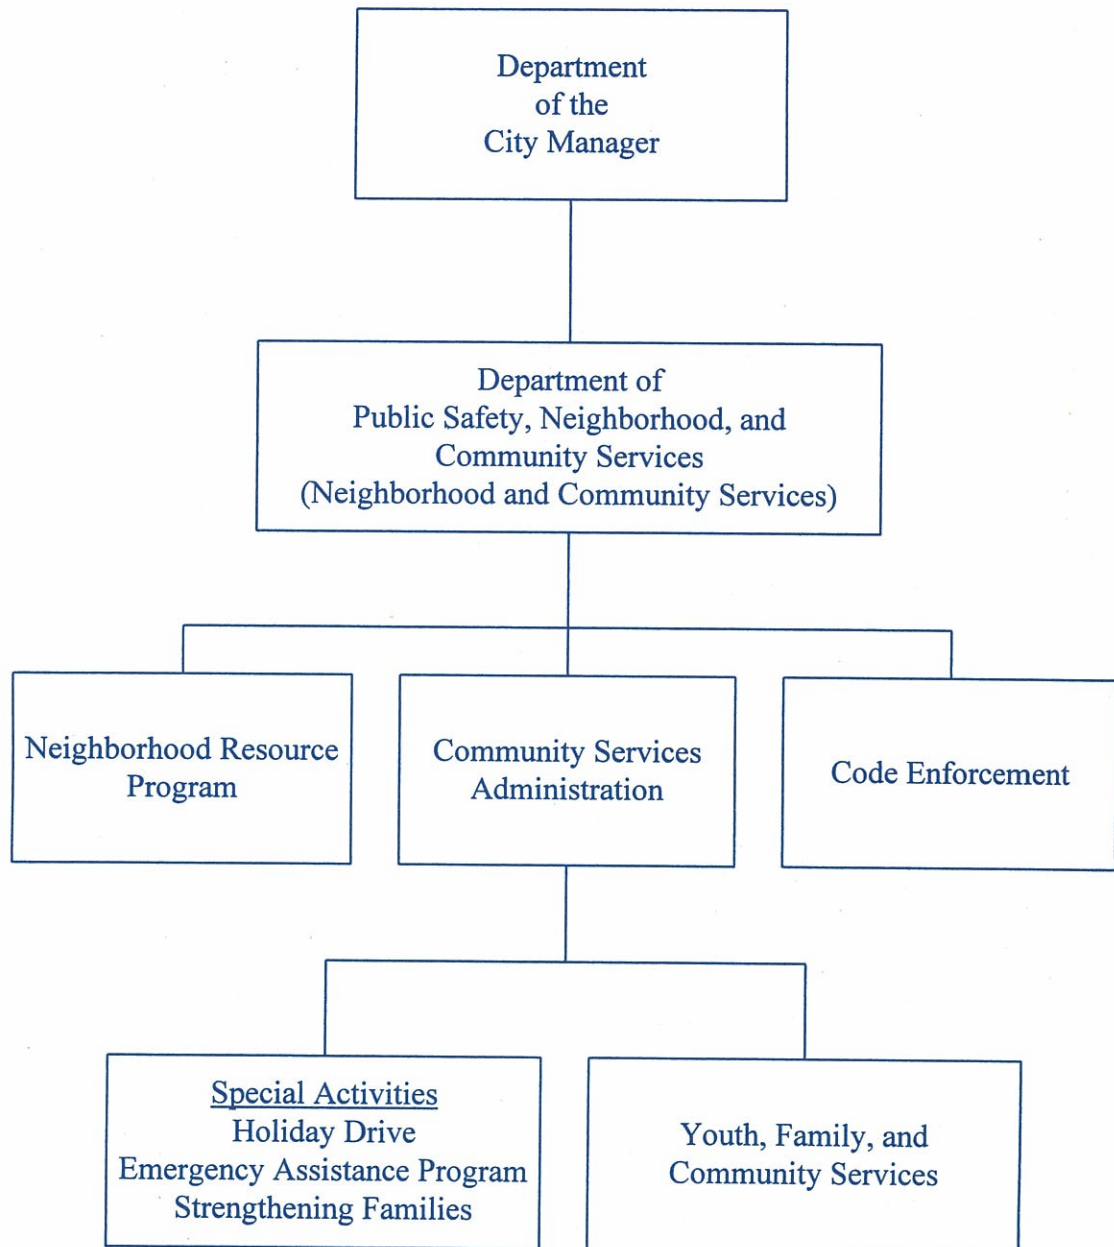 Department
of the
City Manager
Department of
Public Safety, Neighborhood, and
Community Services
(Neighborhood and Community Services)
Neighborhood Resource
Program
Community Services
Administration
Code Enforcement
Special Activities
Holiday Drive
Emergency Assistance Program
Strengthening Families
Youth, Family, and
Community Services